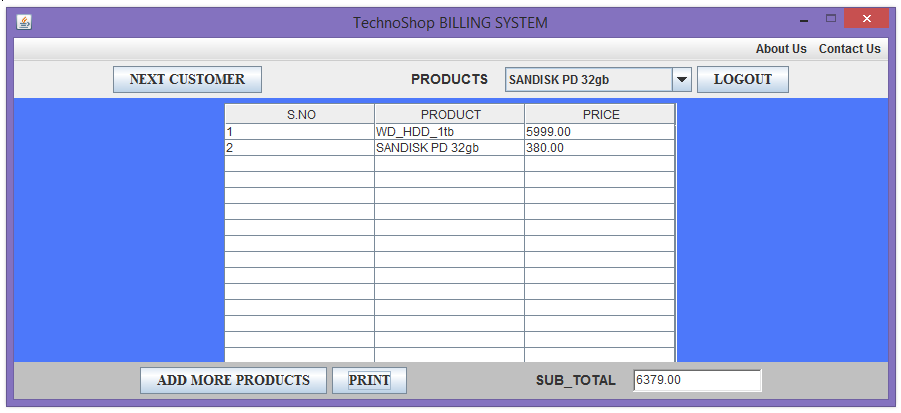 TechnoShop BILLING SYSTEM
About Us Contact Us
NEXT CUSTOMER PRODUCTS SANDISK PD 32gb LOGOUT
S.NO PRODUCT PRICE
1 WD_HDD_1tb 5999.00
2 SANDISK PD 32gb 380.00
ADD MORE PRODUCTS PRINT SUB_TOTAL 6379.00